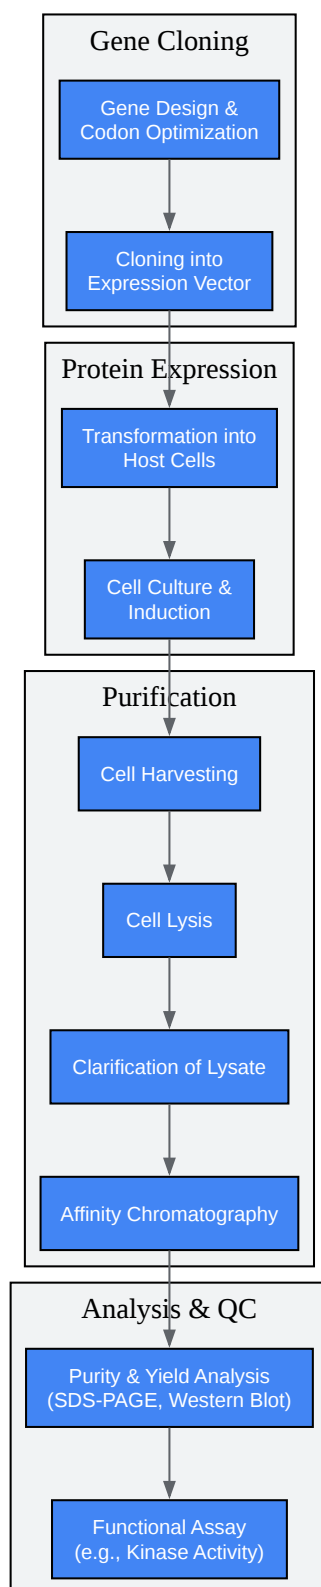 Gene Cloning
Gene Design &
Codon Optimization
Cloning into
Expression Vector
Protein Expression
Transformation into
Host Cells
Cell Culture &
Induction
Purification
Cell Harvesting
Cell Lysis
Clarification of Lysate
Affinity Chromatography
Analysis & QC
Purity & Yield Analysis
(SDS-PAGE, Western Blot)
Functional Assay
(e.g., Kinase Activity)